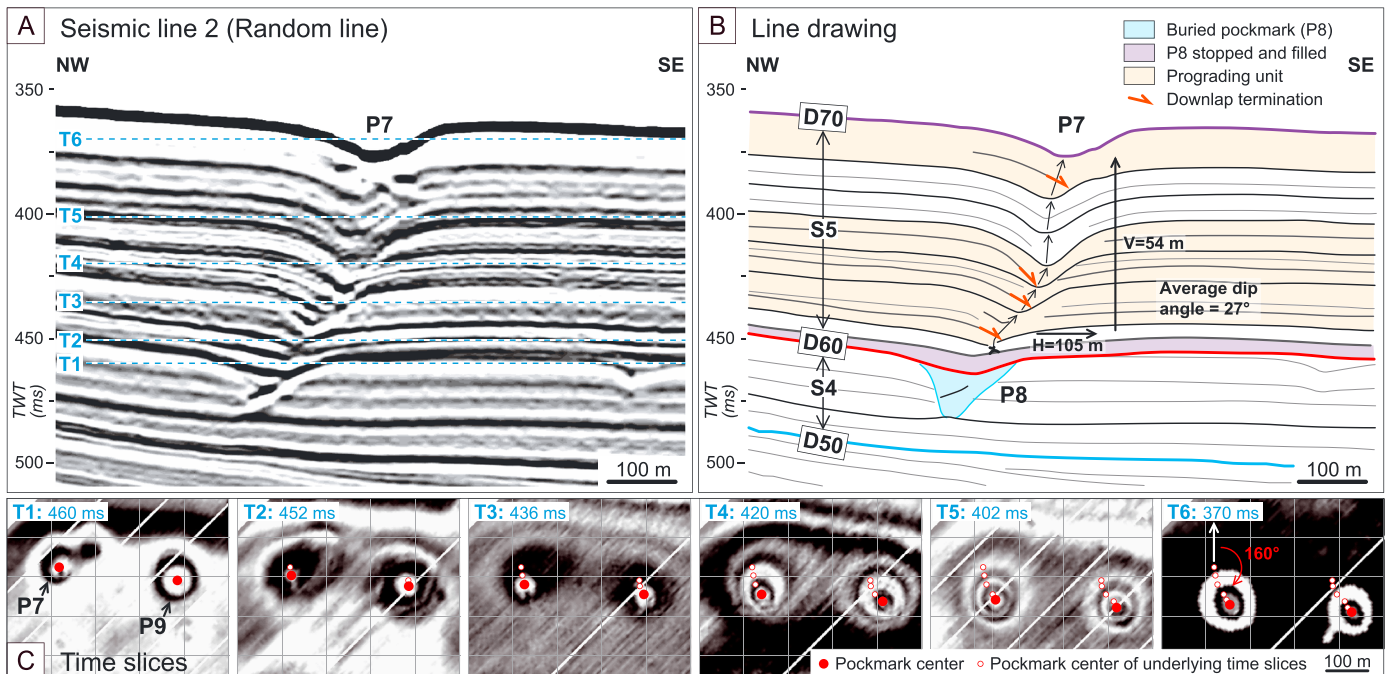 A Seismic line 2 (Random line)
NW SE
350
400
450
500
TWT
(ms)
T6
T5
T4
T3
T2
T1
P7
100 m
B Line drawing
Buried pockmark (P8)
P8 stopped and filled
Prograding unit
Downlap termination
NW SE
350
400
450
500
TWT
(ms)
D70
P7
S5
V=54 m
Average dip
angle = 27°
H=105 m
D60
S4
P8
D50
100 m
T1: 460 ms
P7
P9
T2: 452 ms
T3: 436 ms
T4: 420 ms
T5: 402 ms
T6: 370 ms
160°
C Time slices
Pockmark center
Pockmark center of underlying time slices
100 m